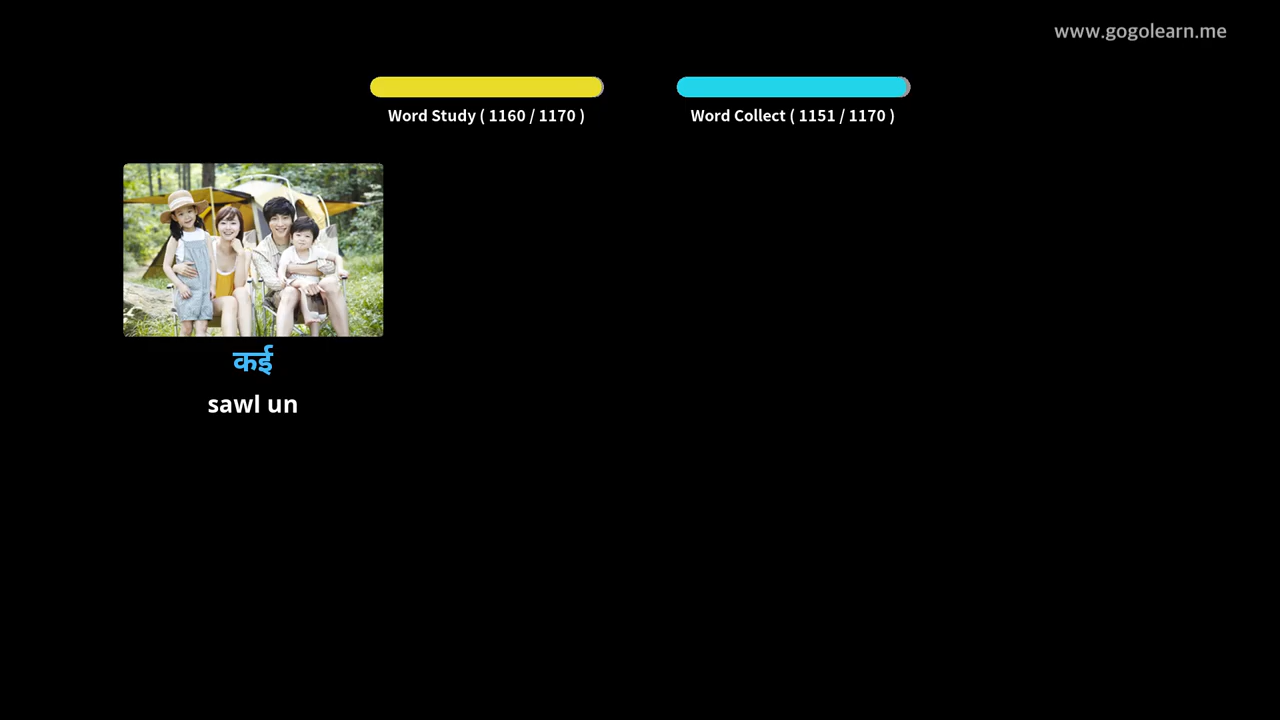 www.gogolearn.me
Word Study ( 1160 / 1170 )
Word Collect ( 1151 / 1170 )
कई
sawl un